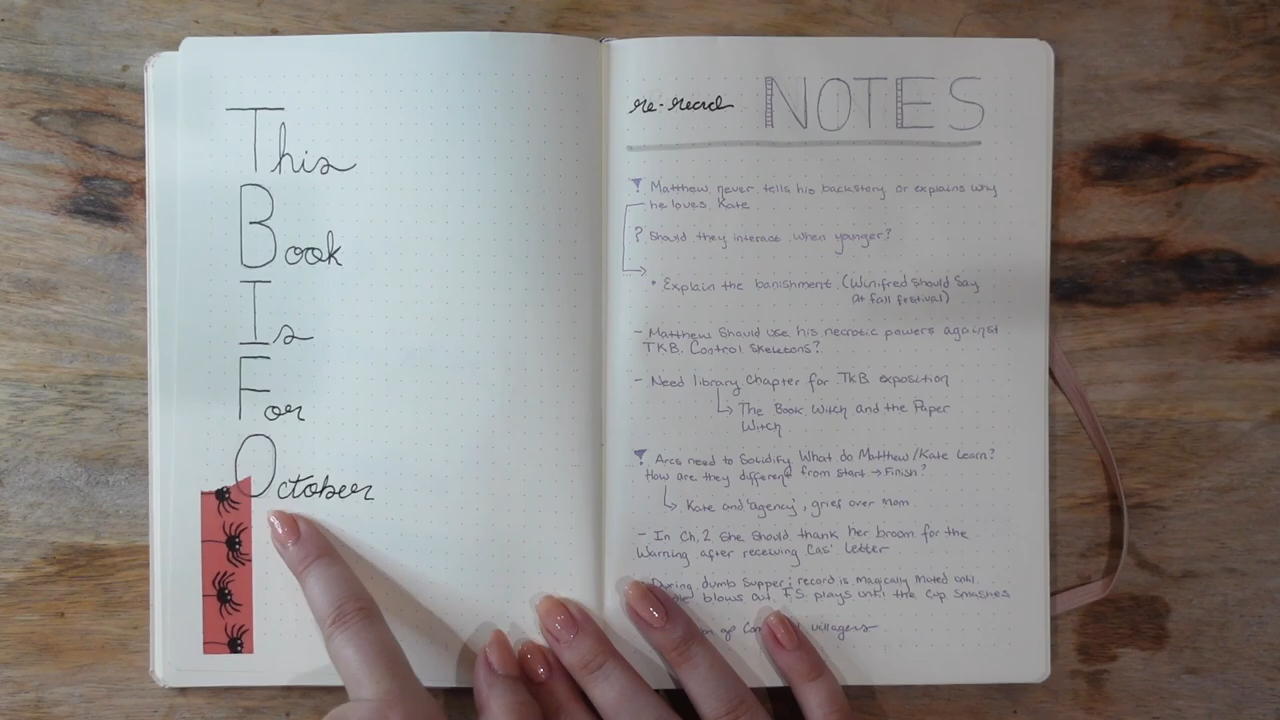 This
Book
Is
For
October
re-read NOTES
! Matthew never tells his backstory or explains why
he loves Kate
? Should they interact when younger?
• Explain the banishment (Winifred should say
at fall festival)
- Matthew should use his necrotic powers against
TKB. Control skeletons?
- Need library chapter for TKB exposition
The Book Witch and the Paper
Witch
! Arcs need to solidify What do Matthew/Kate learn?
How are they different from start → Finish?
Kate and 'agency', grief over Mom
- In Ch. 2 she should thank her broom for the
warning after receiving Cas' letter
During dumb supper; record is magically muted until
blows out. F.S. plays until the cup smashes
of villagers